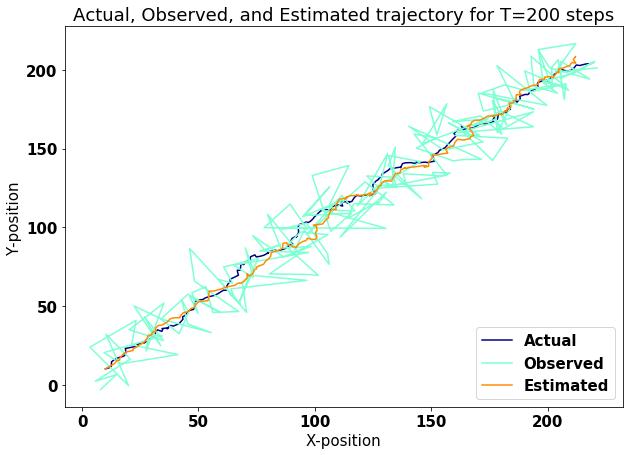 Actual, Observed, and Estimated trajectory for T=200 steps
Y-position
200
150
100
50
0
0 50 100 150 200
X-position
Actual
Observed
Estimated